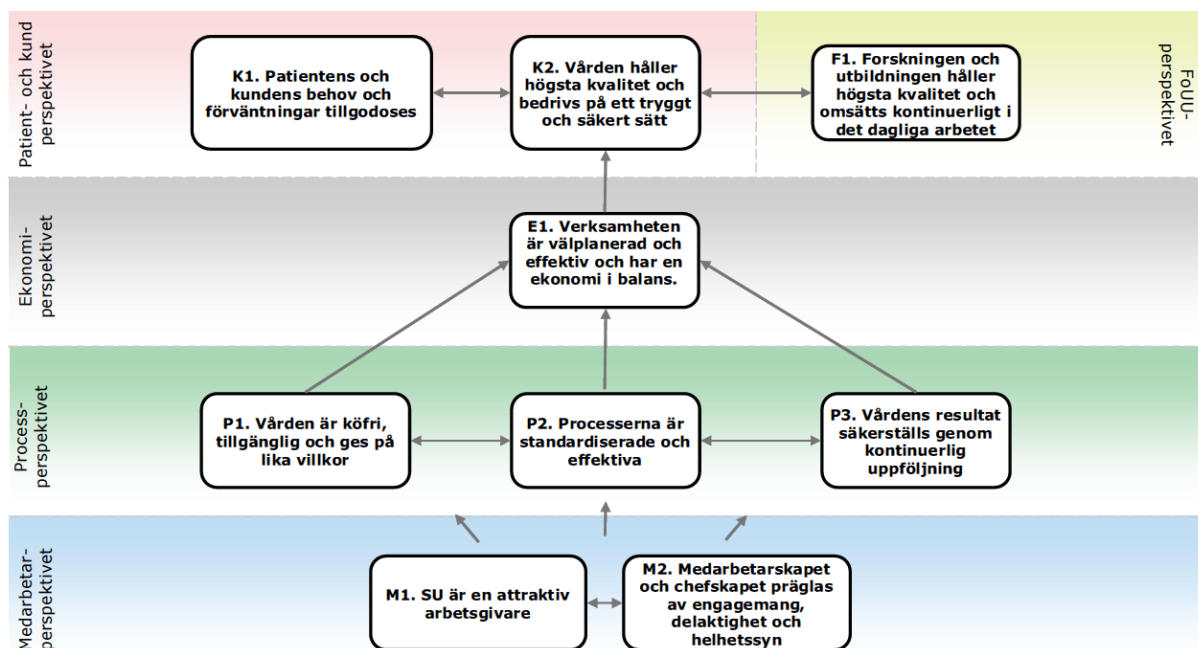 Patient- och kund
perspektivet
K1. Patientens och
kundens behov och
förväntningar tillgodoses
K2. Vården håller
högsta kvalitet och
bedrivs på ett tryggt
och säkert sätt
F1. Forskningen och
utbildningen håller
högsta kvalitet och
omsätts kontinuerligt i
det dagliga arbetet
FoUU-
perspektivet
Ekonomi-
perspektivet
E1. Verksamheten
är välplanerad och
effektiv och har en
ekonomi i balans.
Process-
perspektivet
P1. Vården är köfri,
tillgänglig och ges på
lika villkor
P2. Processerna är
standardiserade och
effektiva
P3. Vårdens resultat
säkerställs genom
kontinuerlig
uppföljning
Medarbetar-
perspektivet
M1. SU är en attraktiv
arbetsgivare
M2. Medarbetarskapet
och chefskapet präglas
av engagemang,
delaktighet och
helhetssyn